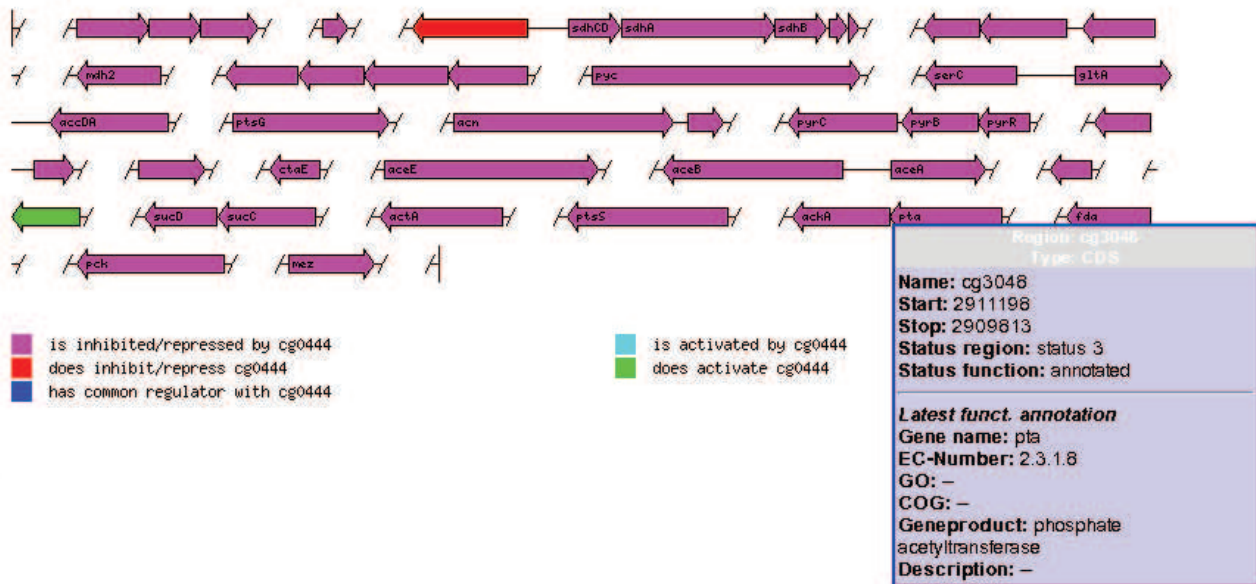 sdhCD sdhA sdhB
mdh2 pyc serC gltA
accDA ptsG acn pyrC pyrB pyrR
ctaE aceE aceB aceA
sucD sucC actA ptsS ackA pta fda
pck mez
is inhibited/repressed by cg0444
does inhibit/repress cg0444
has common regulator with cg0444
is activated by cg0444
does activate cg0444
Region: cg3048
Type: CDS
Name: cg3048
Start: 2911198
Stop: 2909813
Status region: status 3
Status function: annotated
Latest funct. annotation
Gene name: pta
EC-Number: 2.3.1.8
GO: –
COG: –
Geneproduct: phosphate
acetyltransferase
Description: –